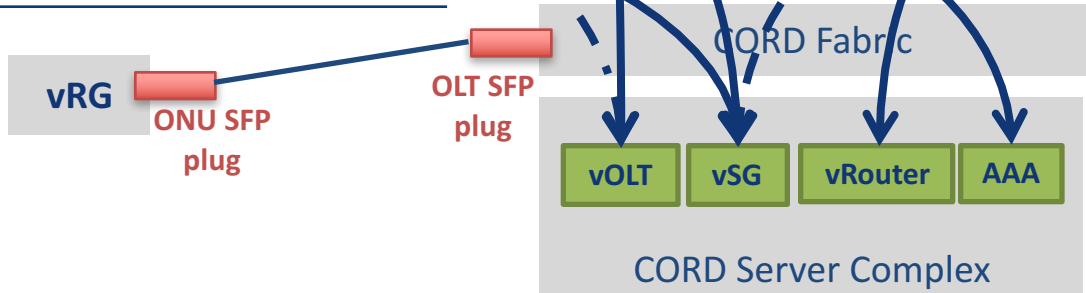 CORD Fabric
vRG
OLT SFP
plug
ONU SFP
plug
vOLT
vSG
vRouter
AAA
CORD Server Complex